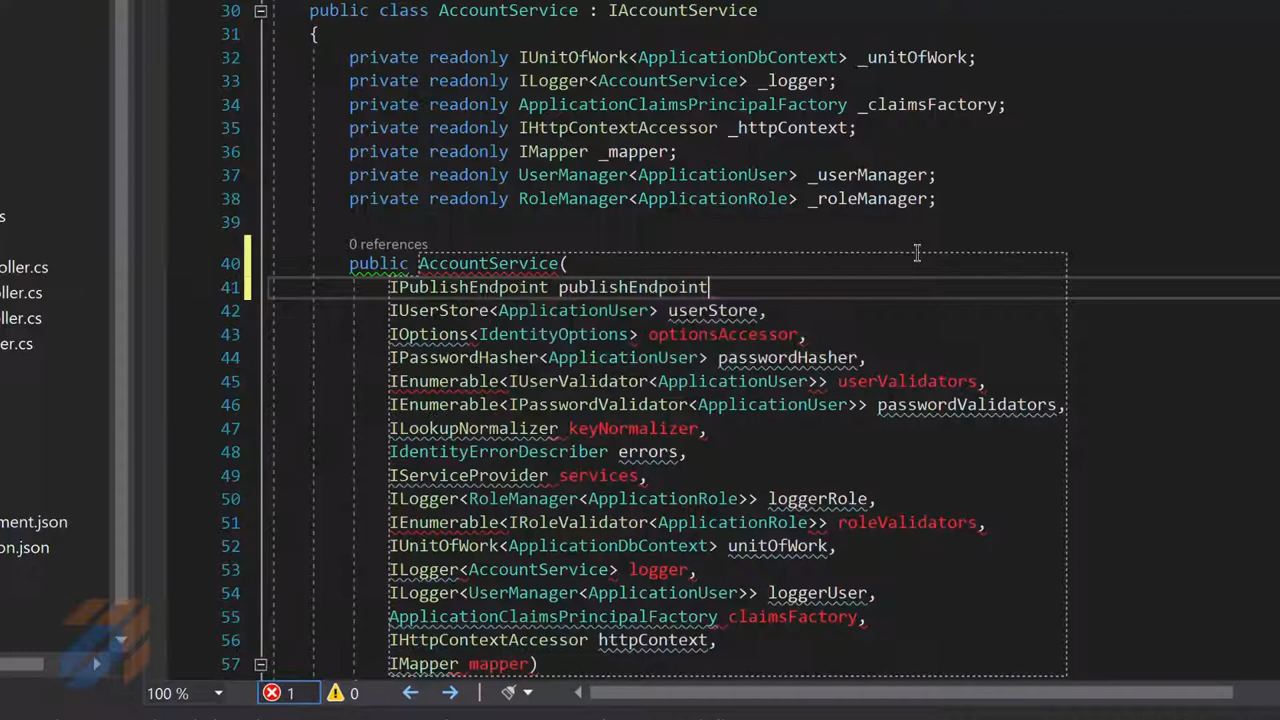 30 public class AccountService : IAccountService
31 {
32 private readonly IUnitOfWork<ApplicationDbContext> _unitOfWork;
33 private readonly ILogger<AccountService> _logger;
34 private readonly ApplicationClaimsPrincipalFactory _claimsFactory;
35 private readonly IHttpContextAccessor _httpContext;
36 private readonly IMapper _mapper;
37 private readonly UserManager<ApplicationUser> _userManager;
38 private readonly RoleManager<ApplicationRole> _roleManager;
39
0 references
40 public AccountService(
41 IPublishEndpoint publishEndpoint
42 IUserStore<ApplicationUser> userStore,
43 IOptions<IdentityOptions> optionsAccessor,
44 IPasswordHasher<ApplicationUser> passwordHasher,
45 IEnumerable<IUserValidator<ApplicationUser>> userValidators,
46 IEnumerable<IPasswordValidator<ApplicationUser>> passwordValidators,
47 ILookupNormalizer keyNormalizer,
48 IdentityErrorDescriber errors,
49 IServiceProvider services,
50 ILogger<RoleManager<ApplicationRole>> loggerRole,
51 IEnumerable<IRoleValidator<ApplicationRole>> roleValidators,
52 IUnitOfWork<ApplicationDbContext> unitOfWork,
53 ILogger<AccountService> logger,
54 ILogger<UserManager<ApplicationUser>> loggerUser,
55 ApplicationClaimsPrincipalFactory claimsFactory,
56 IHttpContextAccessor httpContext,
57 IMapper mapper)
s
oller.cs
ller.cs
ller.cs
re.cs
ment.json
on.json
100 % 1 0